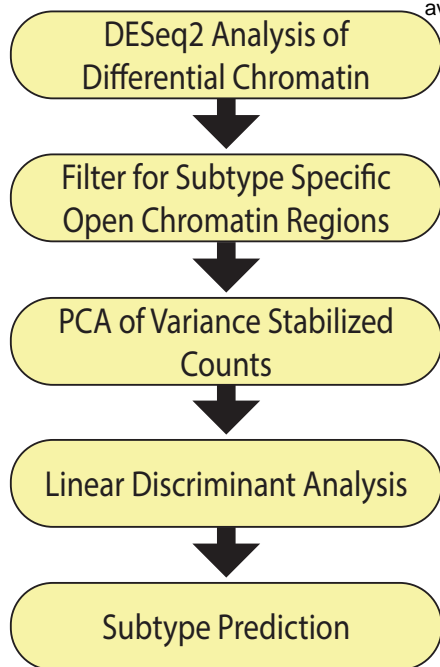 av
DESeq2 Analysis of
Differential Chromatin
Filter for Subtype Specific
Open Chromatin Regions
PCA of Variance Stabilized
Counts
Linear Discriminant Analysis
Subtype Prediction